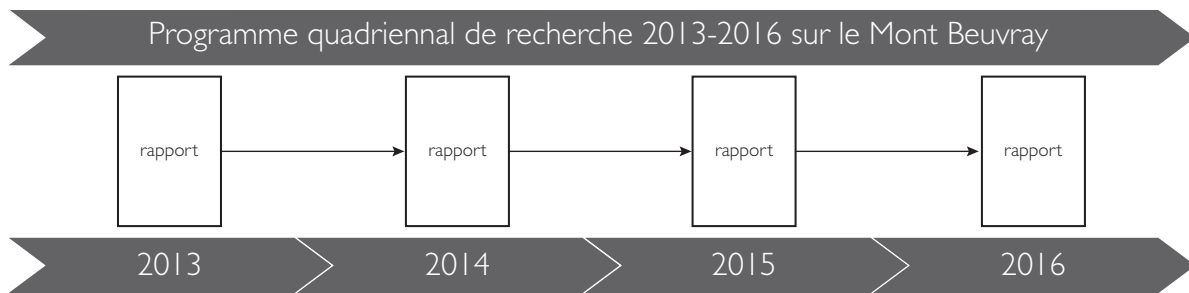 Programme quadriennal de recherche 2013-2016 sur le Mont Beuvray
rapport
rapport
rapport
rapport
2013
2014
2015
2016